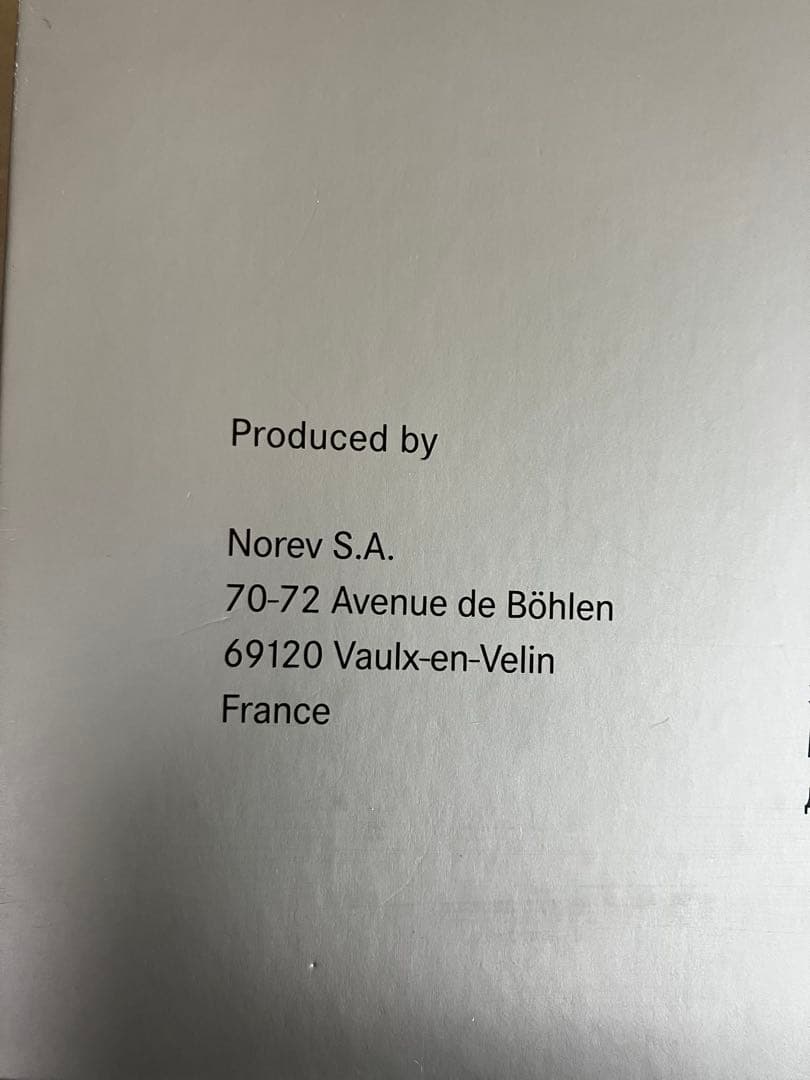 Produced by
Norev S.A.
70-72 Avenue de Böhlen
69120 Vaulx-en-Velin
France